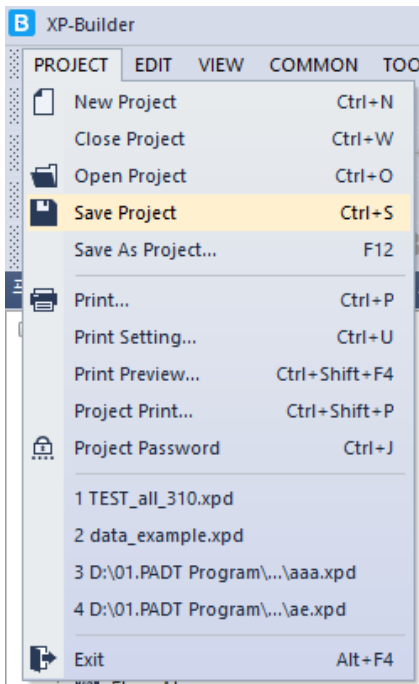 XP-Builder
PROJECT EDIT VIEW COMMON TOO
New Project Ctrl+N
Close Project Ctrl+W
Open Project Ctrl+O
Save Project Ctrl+S
Save As Project... F12
Print... Ctrl+P
Print Setting... Ctrl+U
Print Preview... Ctrl+Shift+F4
Project Print... Ctrl+Shift+P
Project Password Ctrl+J
1 TEST_all_310.xpd
2 data_example.xpd
3 D:\01.PADT Program\...\aaa.xpd
4 D:\01.PADT Program\...\ae.xpd
Exit Alt+F4